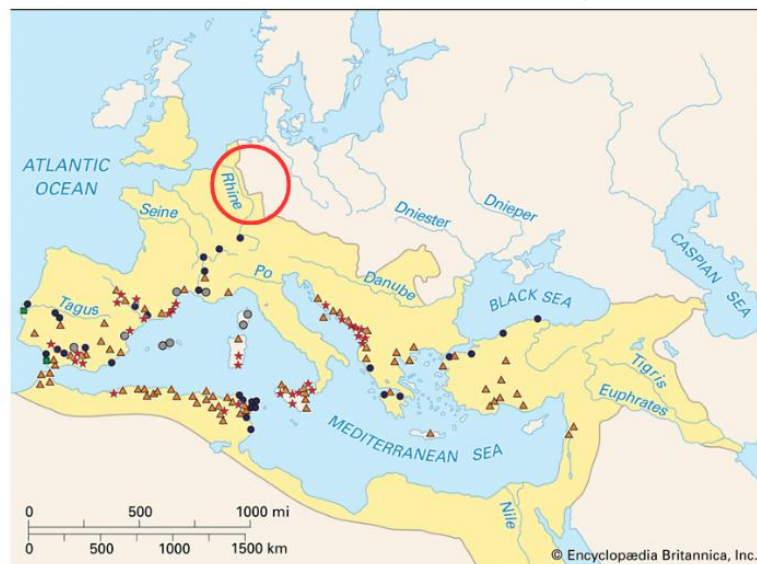 ATLANTIC
OCEAN
Rhine
Seine
Dniester
Dnieper
CASPIAN SEA
Po
Danube
BLACK SEA
Tagus
Tigris
Euphrates
MEDITERRANEAN SEA
Nile
0 500 1000 mi
0 500 1000 1500 km
© Encyclopædia Britannica, Inc.